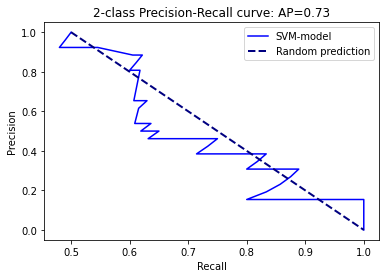 2-class Precision-Recall curve: AP=0.73
SVM-model
Random prediction
Precision
1.0
0.8
0.6
0.4
0.2
0.0
0.5
0.6
0.7
0.8
0.9
1.0
Recall